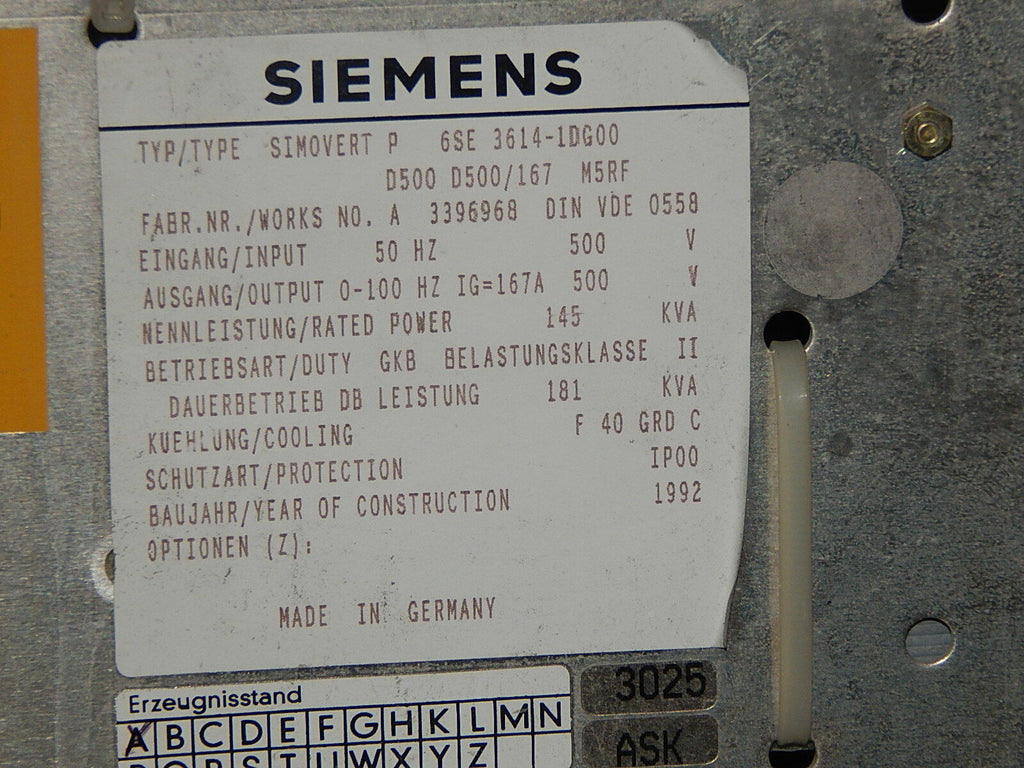 SIEMENS
TYP/TYPE SIMOVERT P 6SE 3614-1DG00
D500 D500/167 M5RF
FABR.NR./WORKS NO. A 3396968 DIN VDE 0558
EINGANG/INPUT 50 HZ 500 V
AUSGANG/OUTPUT 0-100 HZ IG=167A 500 V
NENNLEISTUNG/RATED POWER 145 KVA
BETRIEBSART/DUTY GKB BELASTUNGSKLASSE II
DAUERBETRIEB DB LEISTUNG 181 KVA
KUEHLUNG/COOLING F 40 GRD C
SCHUTZART/PROTECTION IP00
BAUJAHR/YEAR OF CONSTRUCTION 1992
OPTIONEN (Z):
MADE IN GERMANY
Erzeugnisstand
A B C D E F G H K L M N
P Q R S T U W X Y Z
3025
ASK